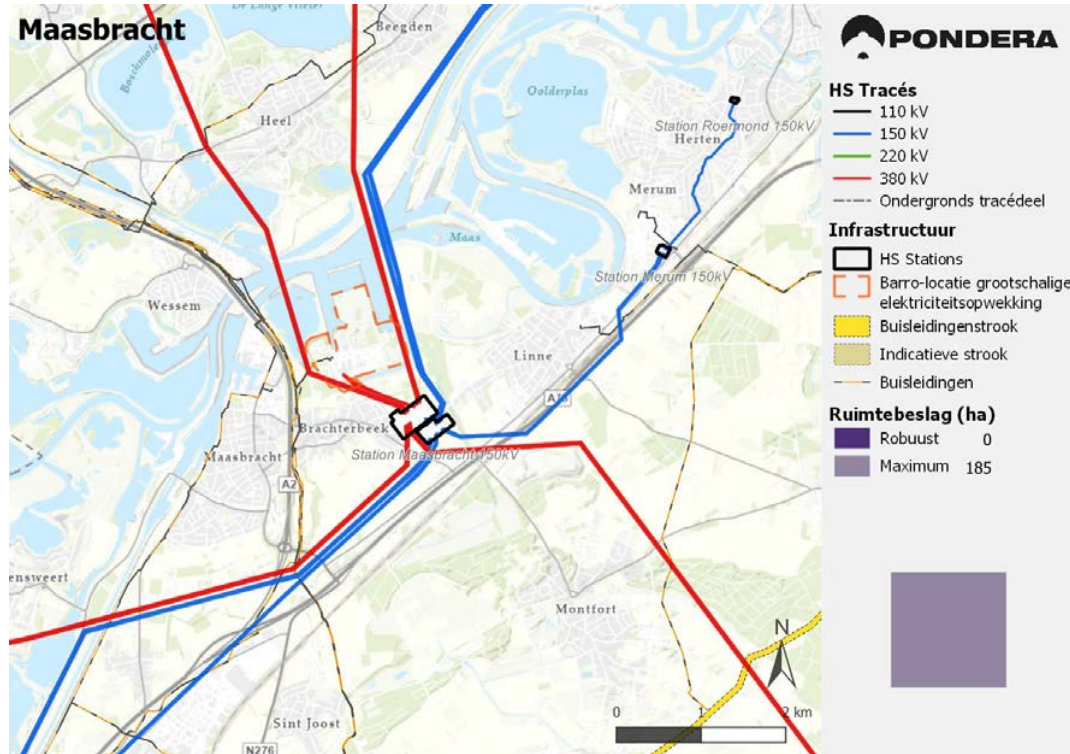 Maasbracht
De Lange Vlieter
Beegden
Boschmolen
Heel
Oolderplas
Station Roermond 150kV
Herten
Merum
Maas
Station Merum 150kV
Wessem
Linne
A73
Brachterbeek
Maasbracht
Station Maasbracht 150kV
A2
ensweert
Montfort
N
0 1 2 km
Sint Joost
N276
PONDERA
HS Tracés
110 kV
150 kV
220 kV
380 kV
Ondergronds tracédeel
Infrastructuur
HS Stations
Barro-locatie grootschalige
elektriciteitsopwekking
Buisleidingenstrook
Indicatieve strook
Buisleidingen
Ruimtebeslag (ha)
Robuust 0
Maximum 185